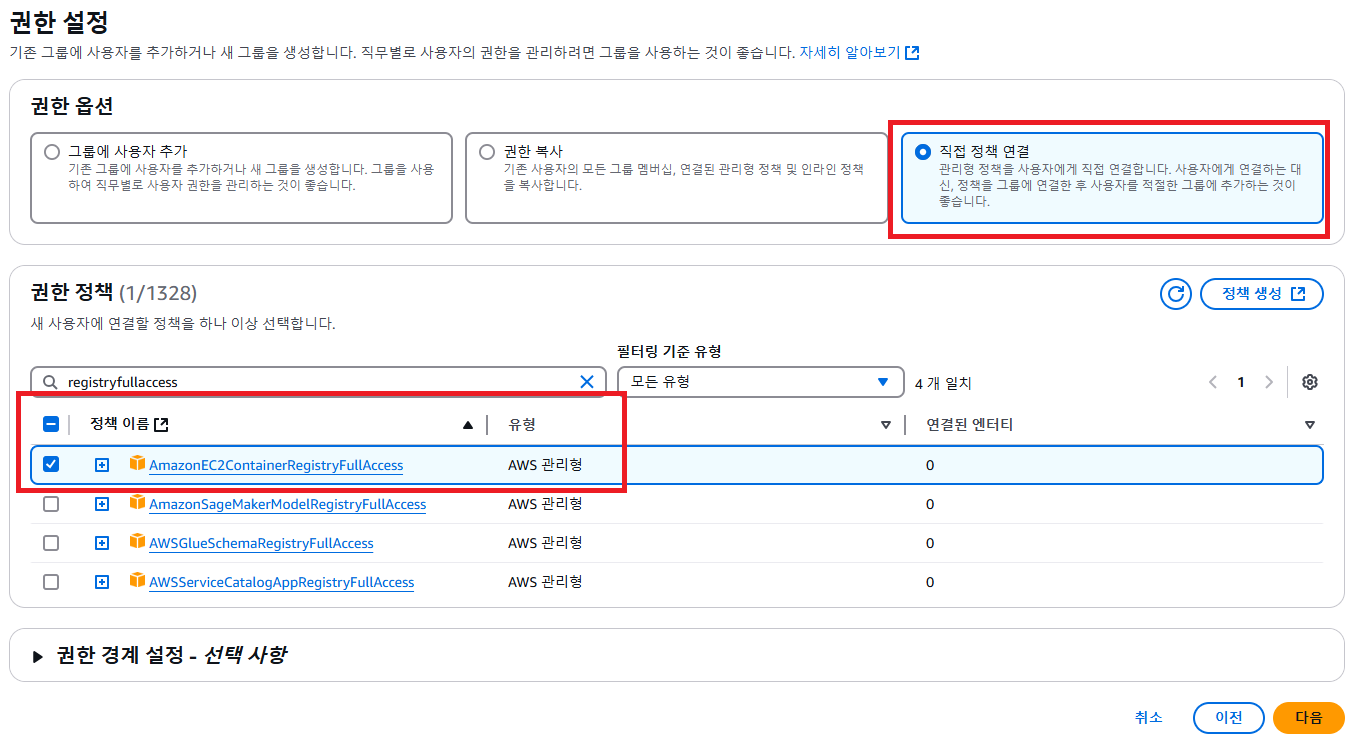 권한 설정
기존 그룹에 사용자를 추가하거나 새 그룹을 생성합니다. 직무별로 사용자의 권한을 관리하려면 그룹을 사용하는 것이 좋습니다. 자세히 알아보기
권한 옵션
그룹에 사용자 추가
기존 그룹에 사용자를 추가하거나 새 그룹을 생성합니다. 그룹을 사용
하여 직무별로 사용자 권한을 관리하는 것이 좋습니다.
권한 복사
기존 사용자의 모든 그룹 멤버십, 연결된 관리형 정책 및 인라인 정책
을 복사합니다.
직접 정책 연결
관리형 정책을 사용자에게 직접 연결합니다. 사용자에게 연결하는 대
신, 정책을 그룹에 연결한 후 사용자를 적절한 그룹에 추가하는 것이
좋습니다.
권한 정책 (1/1328)
정책 생성
새 사용자에 연결할 정책을 하나 이상 선택합니다.
필터링 기준 유형
registryfullaccess
모든 유형
4 개 일치
1
정책 이름
유형
연결된 엔터티
AmazonEC2ContainerRegistryFullAccess AWS 관리형 0
AmazonSageMakerModelRegistryFullAccess AWS 관리형 0
AWSGlueSchemaRegistryFullAccess AWS 관리형 0
AWSServiceCatalogAppRegistryFullAccess AWS 관리형 0
권한 경계 설정 - 선택 사항
취소
이전
다음